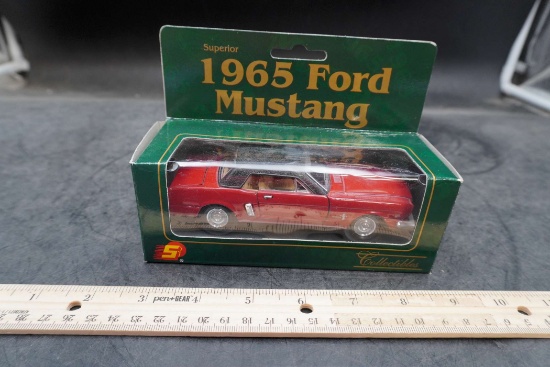 Superior
1965 Ford
Mustang
S
Collectibles
1 2 3 pen+GEAR 4 5 6 7 8 9 10